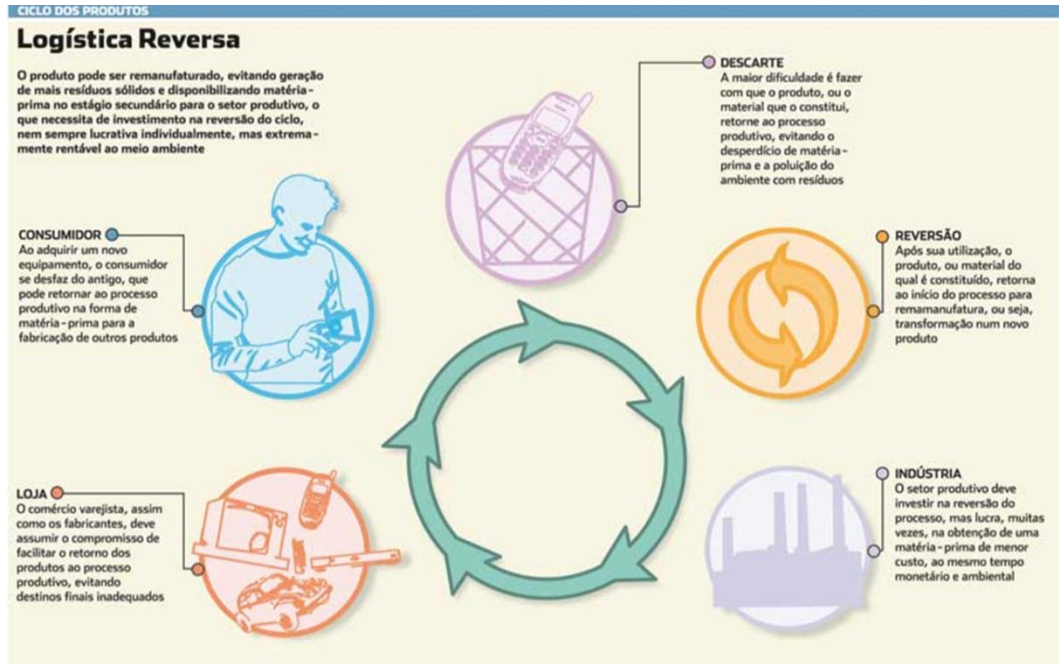 CICLO DOS PRODUTOS
Logística Reversa
O produto pode ser remanufaturado, evitando geração
de mais resíduos sólidos e disponibilizando matéria-
prima no estágio secundário para o setor produtivo, o
que necessita de investimento na reversão do ciclo,
nem sempre lucrativa individualmente, mas extrema-
mente rentável ao meio ambiente
DESCARTE
A maior dificuldade é fazer
com que o produto, ou o
material que o constitui,
retorne ao processo
produtivo, evitando o
desperdício de matéria-
prima e a poluição do
ambiente com resíduos
CONSUMIDOR
Ao adquirir um novo
equipamento, o consumidor
se desfaz do antigo, que
pode retornar ao processo
produtivo na forma de
matéria-prima para a
fabricação de outros produtos
REVERSÃO
Após sua utilização, o
produto, ou material do
qual é constituído, retorna
ao início do processo para
remamanufatura, ou seja,
transformação num novo
produto
LOJA
O comércio varejista, assim
como os fabricantes, deve
assumir o compromisso de
facilitar o retorno dos
produtos ao processo
produtivo, evitando
destinos finais inadequados
INDÚSTRIA
O setor produtivo deve
investir na reversão do
processo, mas lucra, muitas
vezes, na obtenção de uma
matéria-prima de menor
custo, ao mesmo tempo
monetário e ambiental